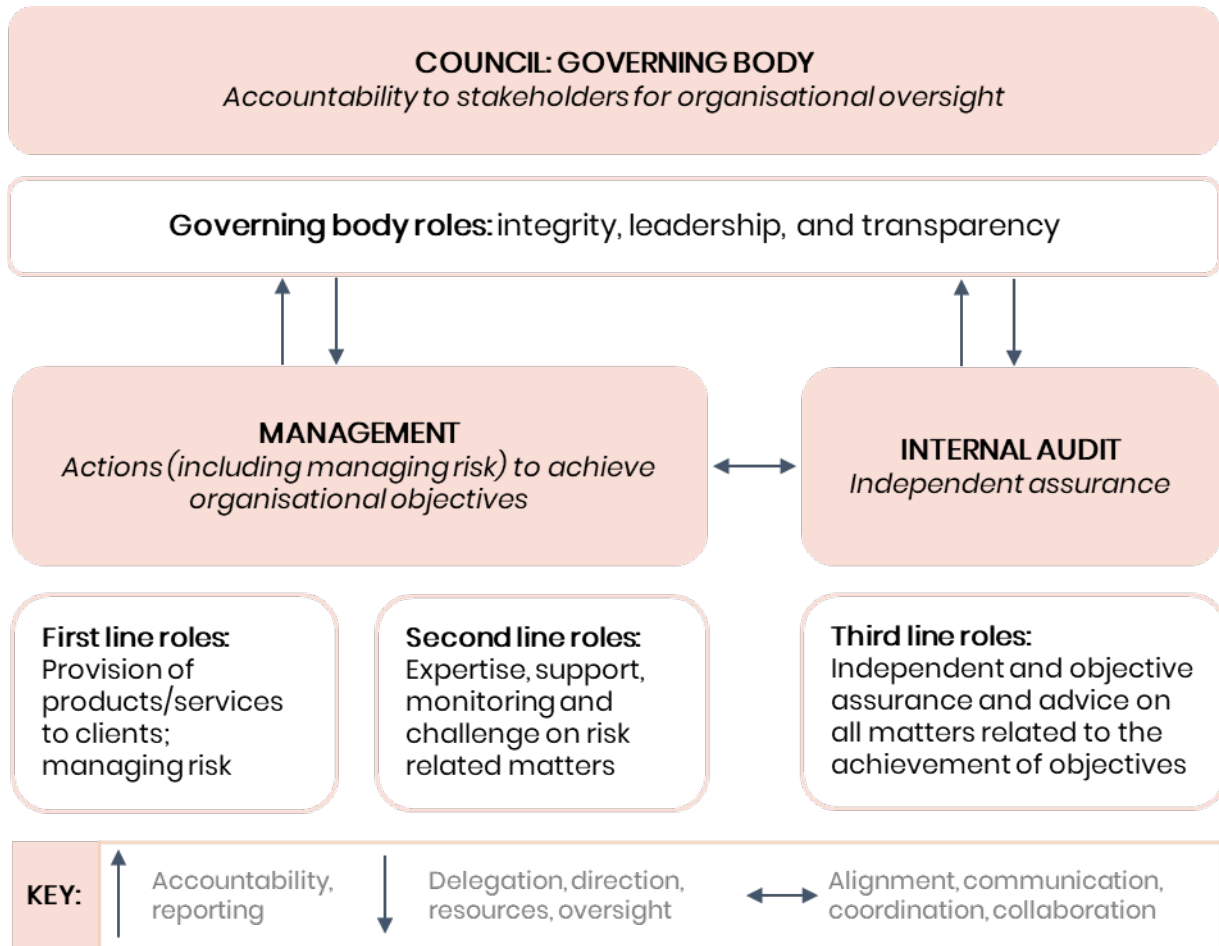 COUNCIL: GOVERNING BODY
Accountability to stakeholders for organisational oversight
Governing body roles: integrity, leadership, and transparency
MANAGEMENT
Actions (including managing risk) to achieve
organisational objectives
INTERNAL AUDIT
Independent assurance
First line roles:
Provision of
products/services
to clients;
managing risk
Second line roles:
Expertise, support,
monitoring and
challenge on risk
related matters
Third line roles:
Independent and objective
assurance and advice on
all matters related to the
achievement of objectives
KEY:
Accountability,
reporting
Delegation, direction,
resources, oversight
Alignment, communication,
coordination, collaboration